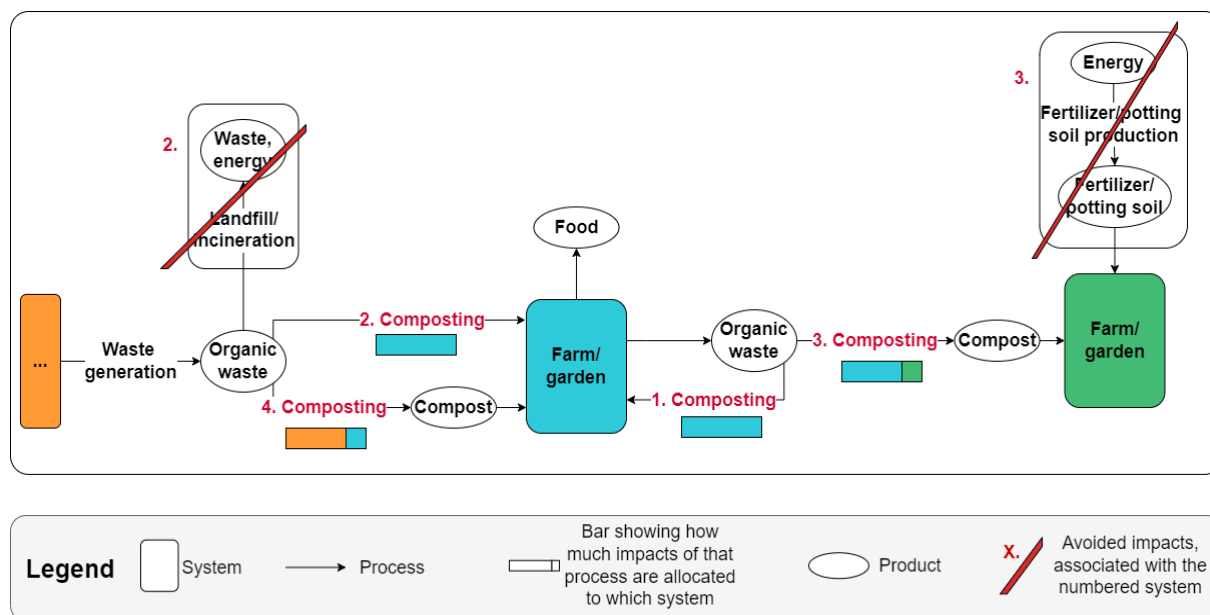 Energy
3.
Fertilizer/potting
soil production
Fertilizer/
potting soil
2.
Waste,
energy
Landfill/
incineration
Food
2. Composting
...
Waste
generation
Organic
waste
Farm/
garden
Organic
waste
3. Composting
Compost
Farm/
garden
4. Composting
Compost
1. Composting
Legend
System
Process
Bar showing how
much impacts of that
process are allocated
to which system
Product
X.
Avoided impacts,
associated with the
numbered system